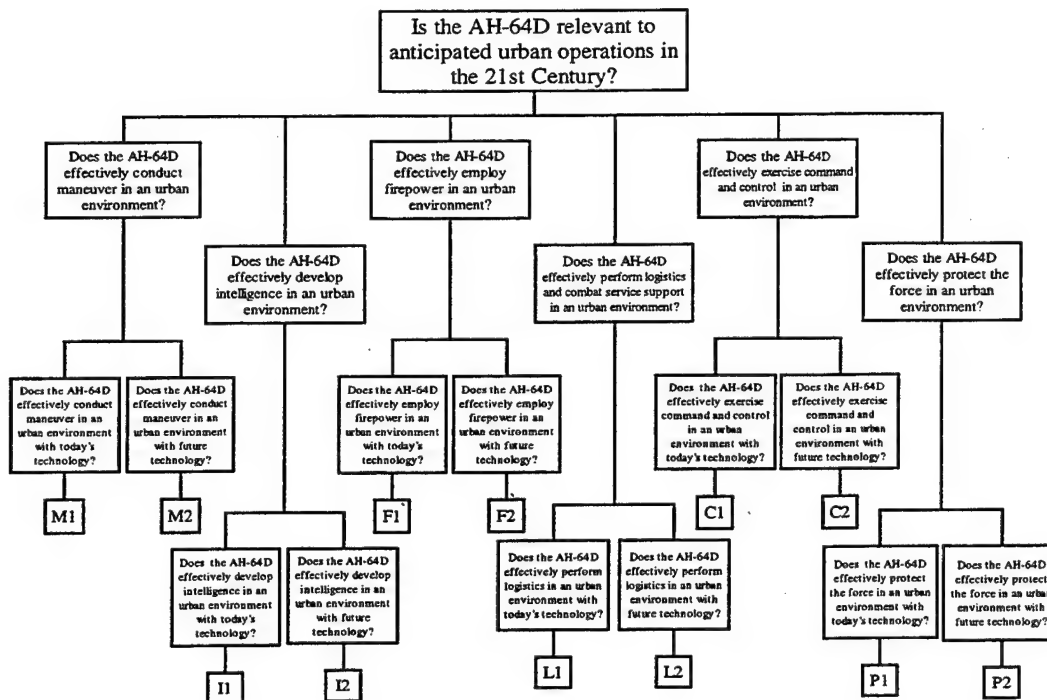 Is the AH-64D relevant to
anticipated urban operations in
the 21st Century?
Does the AH-64D
effectively conduct
maneuver in an urban
environment?
Does the AH-64D
effectively employ
firepower in an urban
environment?
Does the AH-64D
effectively exercise command
and control in an urban
environment?
Does the AH-64D
effectively develop
intelligence in an urban
environment?
Does the AH-64D
effectively perform logistics
and combat service support
in an urban environment?
Does the AH-64D
effectively protect the
force in an urban
environment?
Does the AH-64D
effectively conduct
maneuver in an
urban environment
with today's
technology?
Does the AH-64D
effectively conduct
maneuver in an
urban environment
with future
technology?
Does the AH-64D
effectively employ
firepower in an
urban environment
with today's
technology?
Does the AH-64D
effectively employ
firepower in an
urban environment
with future
technology?
Does the AH-64D
effectively exercise
command and control
in an urban
environment with
today's technology?
Does the AH-64D
effectively exercise
command and
control in an urban
environment with
future technology?
M1
M2
F1
F2
C1
C2
Does the AH-64D
effectively develop
intelligence in an
urban environment
with today's
technology?
Does the AH-64D
effectively develop
intelligence in an
urban environment
with future
technology?
Does the AH-64D
effectively perform
logistics in an urban
environment with
today's technology?
Does the AH-64D
effectively perform
logistics in an urban
environment with
future technology?
Does the AH-64D
effectively protect
the force in an urban
environment with
today's technology?
Does the AH-64D
effectively protect
the force in an urban
environment with
future technology?
I1
I2
L1
L2
P1
P2